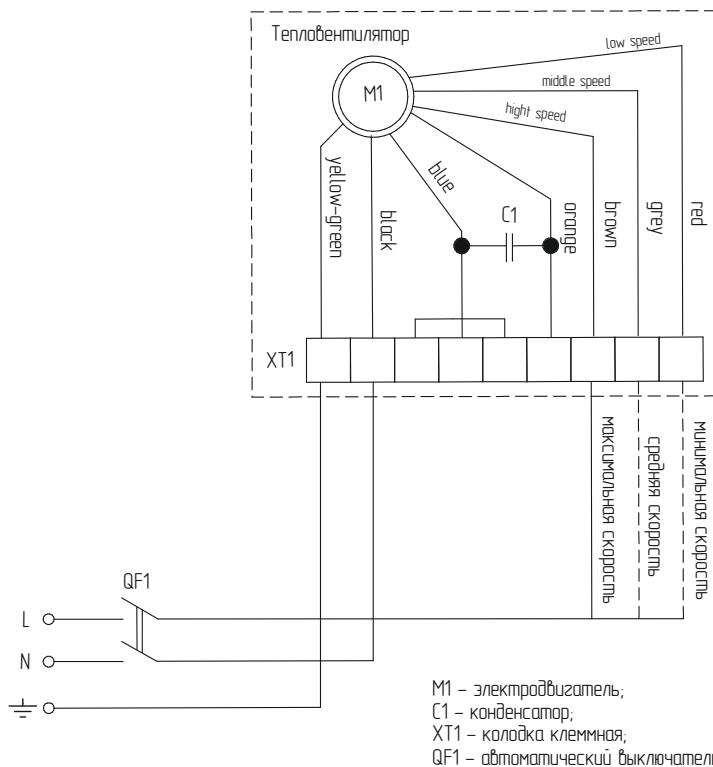 Тепловентилятор
low speed
M1
middle speed
hight speed
yellow-green
black
blue
C1
orange
brown
grey
red
XT1
максимальная скорость
средняя скорость
минимальная скорость
QF1
L
N
M1 – электродвигатель;
C1 – конденсатор;
XT1 – колодка клеммная;
QF1 – автоматический выключатель